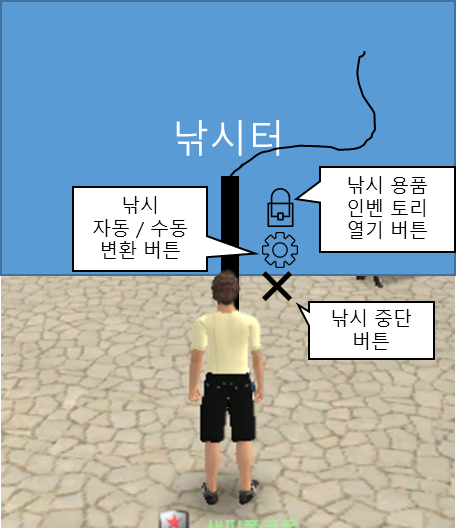 낚시터
낚시 용품
인벤 토리
열기 버튼
낚시
자동 / 수동
변환 버튼
낚시 중단
버튼